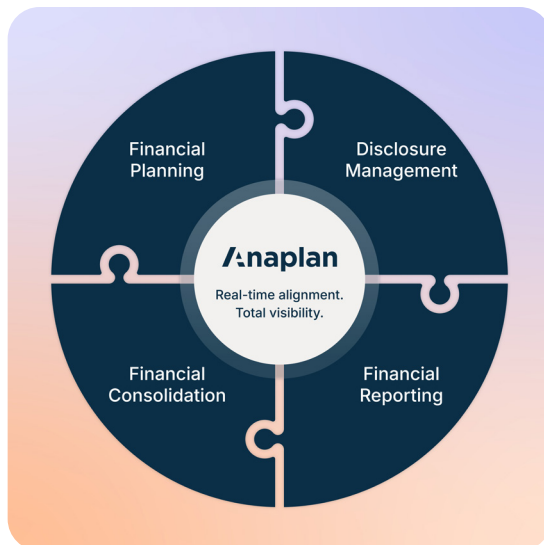 Financial
Planning
Disclosure
Management
Anaplan
Real-time alignment.
Total visibility.
Financial
Consolidation
Financial
Reporting